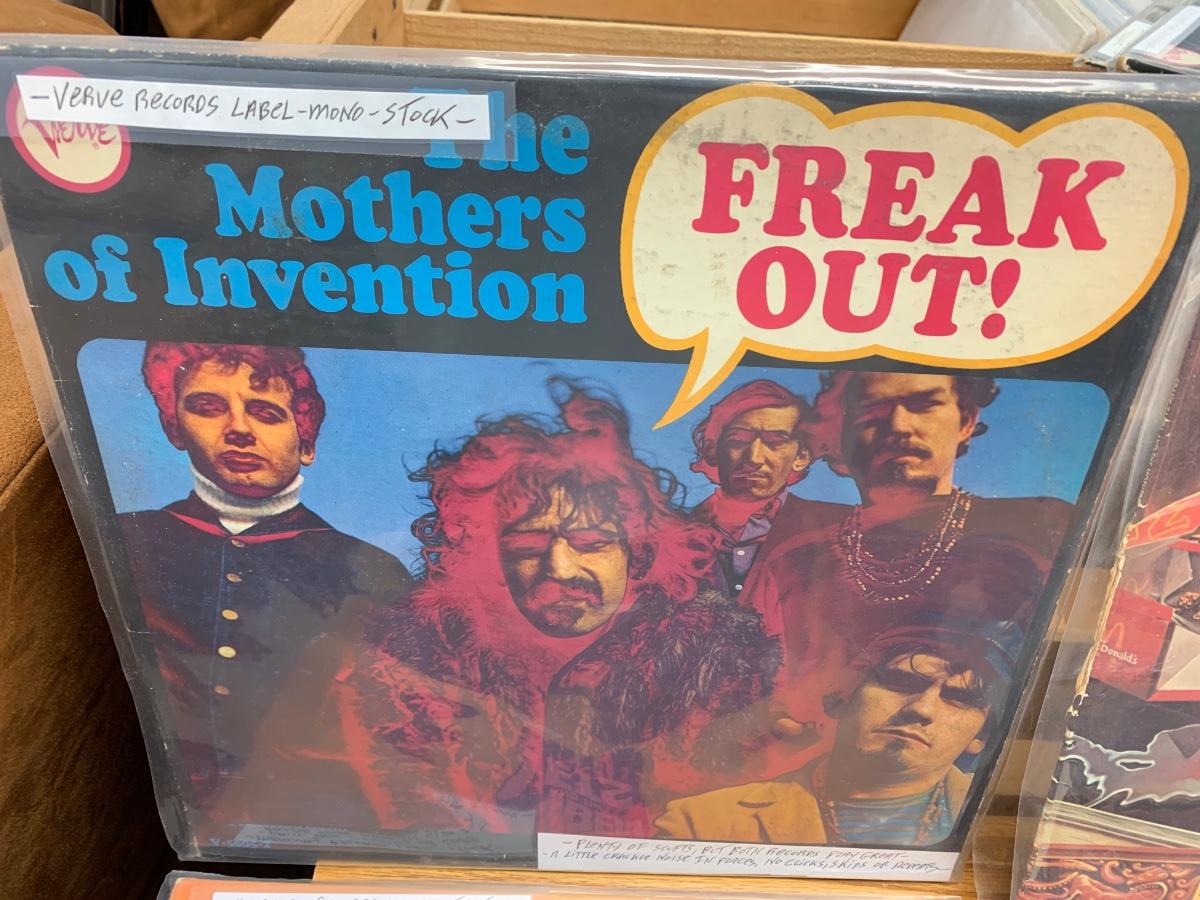 -VERVE RECORDS LABEL-MONO-STOCK-
VERVE
The
Mothers
of Invention
FREAK
OUT!
-PLENTY OF SCUFFS, BUT BOTH RECORDS PLAY GREAT-
-A LITTLE CRACKLE NOISE IN PLACES, NO CLICKS, SKIPS OR REPEATS
McDonald's